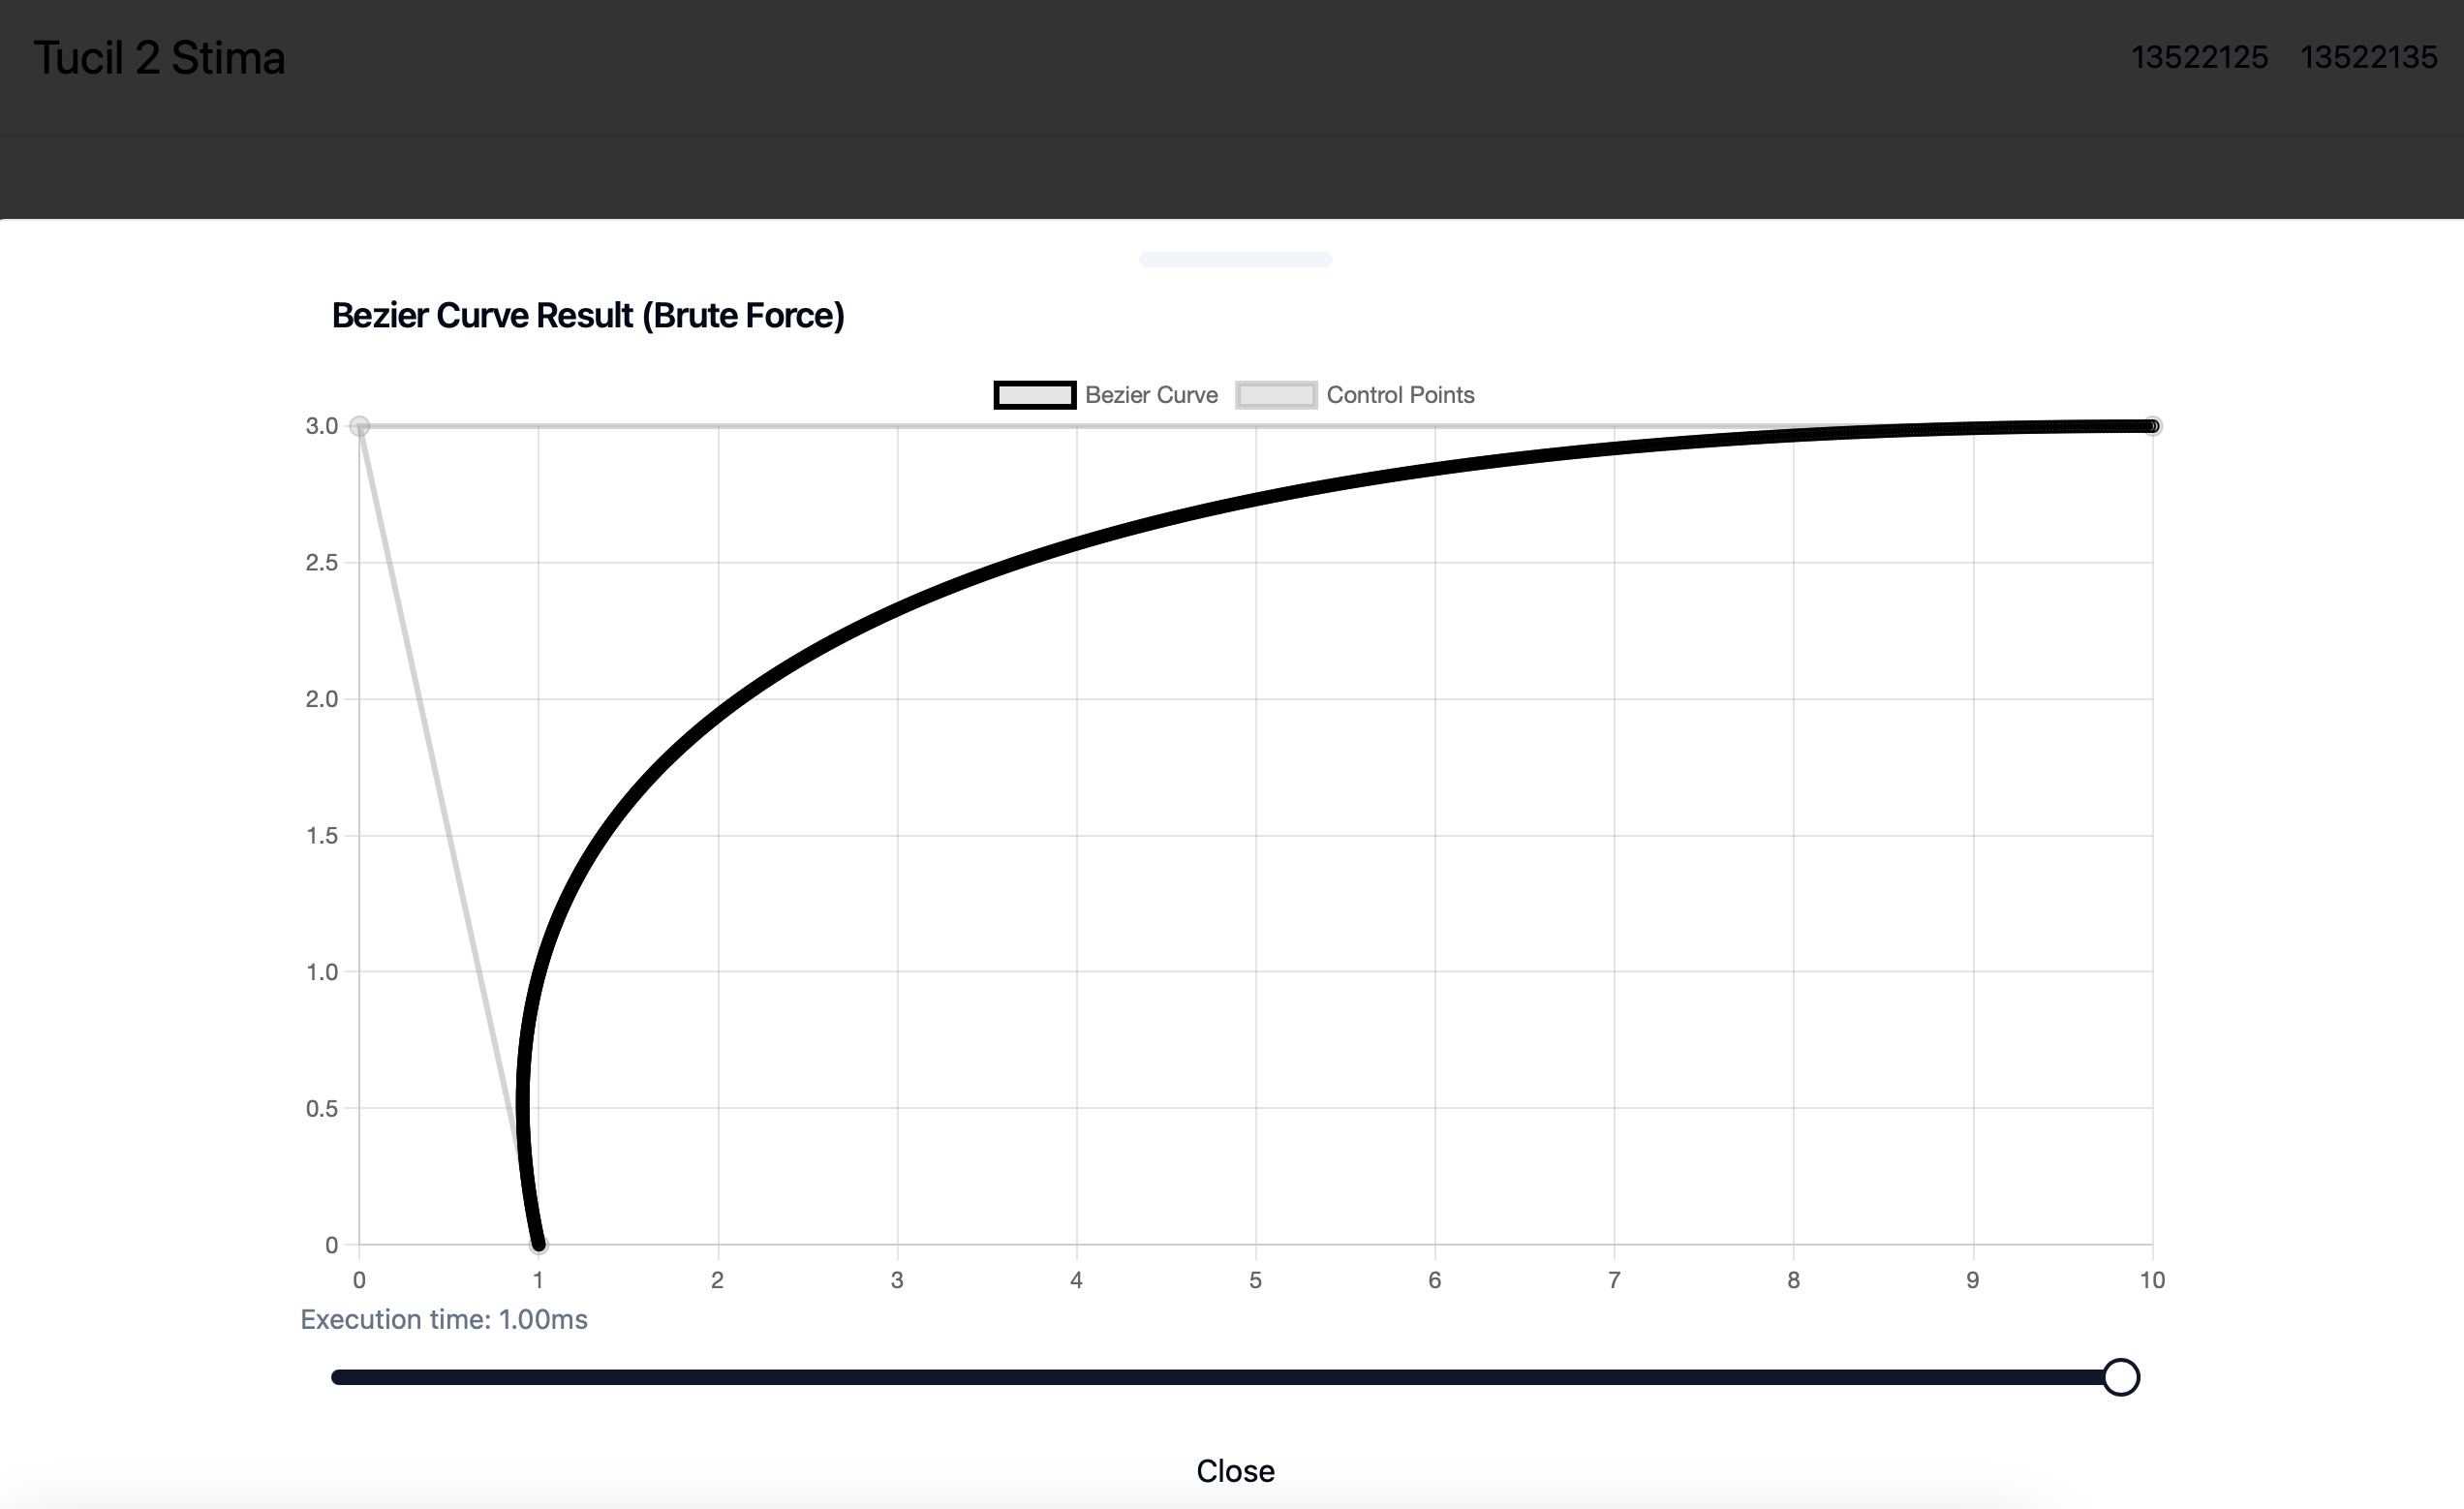 Tucil 2 Stima 13522125 13522135
Bezier Curve Result (Brute Force)
Bezier Curve Control Points
3.0
2.5
2.0
1.5
1.0
0.5
0
0 1 2 3 4 5 6 7 8 9 10
Execution time: 1.00ms
Close